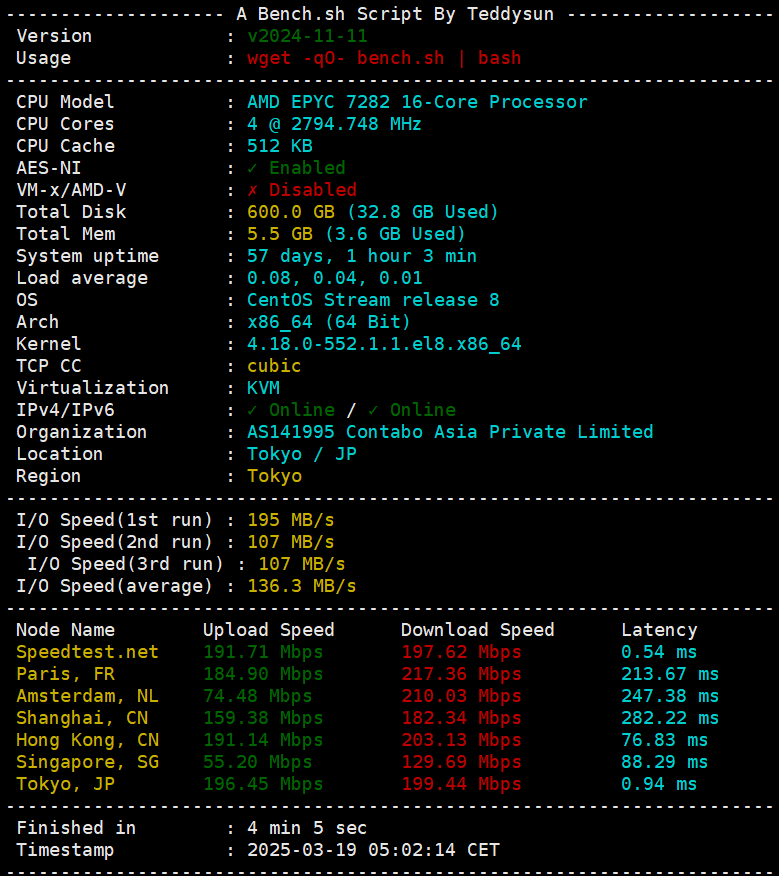 -------------------- A Bench.sh Script By Teddysun -------------------
 Version            : v2024-11-11
 Usage              : wget -qO- bench.sh | bash
----------------------------------------------------------------------
 CPU Model          : AMD EPYC 7282 16-Core Processor
 CPU Cores          : 4 @ 2794.748 MHz
 CPU Cache          : 512 KB
 AES-NI             : ✓ Enabled
 VM-x/AMD-V         : ✗ Disabled
 Total Disk         : 600.0 GB (32.8 GB Used)
 Total Mem          : 5.5 GB (3.6 GB Used)
 System uptime      : 57 days, 1 hour 3 min
 Load average       : 0.08, 0.04, 0.01
 OS                 : CentOS Stream release 8
 Arch               : x86_64 (64 Bit)
 Kernel             : 4.18.0-552.1.1.el8.x86_64
 TCP CC             : cubic
 Virtualization     : KVM
 IPv4/IPv6          : ✓ Online / ✓ Online
 Organization       : AS141995 Contabo Asia Private Limited
 Location           : Tokyo / JP
 Region             : Tokyo
----------------------------------------------------------------------
 I/O Speed(1st run) : 195 MB/s
 I/O Speed(2nd run) : 107 MB/s
  I/O Speed(3rd run) : 107 MB/s
 I/O Speed(average) : 136.3 MB/s
----------------------------------------------------------------------
 Node Name        Upload Speed      Download Speed      Latency
 Speedtest.net    191.71 Mbps       197.62 Mbps         0.54 ms
 Paris, FR        184.90 Mbps       217.36 Mbps         213.67 ms
 Amsterdam, NL    74.48 Mbps        210.03 Mbps         247.38 ms
 Shanghai, CN     159.38 Mbps       182.34 Mbps         282.22 ms
 Hong Kong, CN    191.14 Mbps       203.13 Mbps         76.83 ms
 Singapore, SG    55.20 Mbps        129.69 Mbps         88.29 ms
 Tokyo, JP        196.45 Mbps       199.44 Mbps         0.94 ms
----------------------------------------------------------------------
 Finished in        : 4 min 5 sec
 Timestamp          : 2025-03-19 05:02:14 CET
----------------------------------------------------------------------